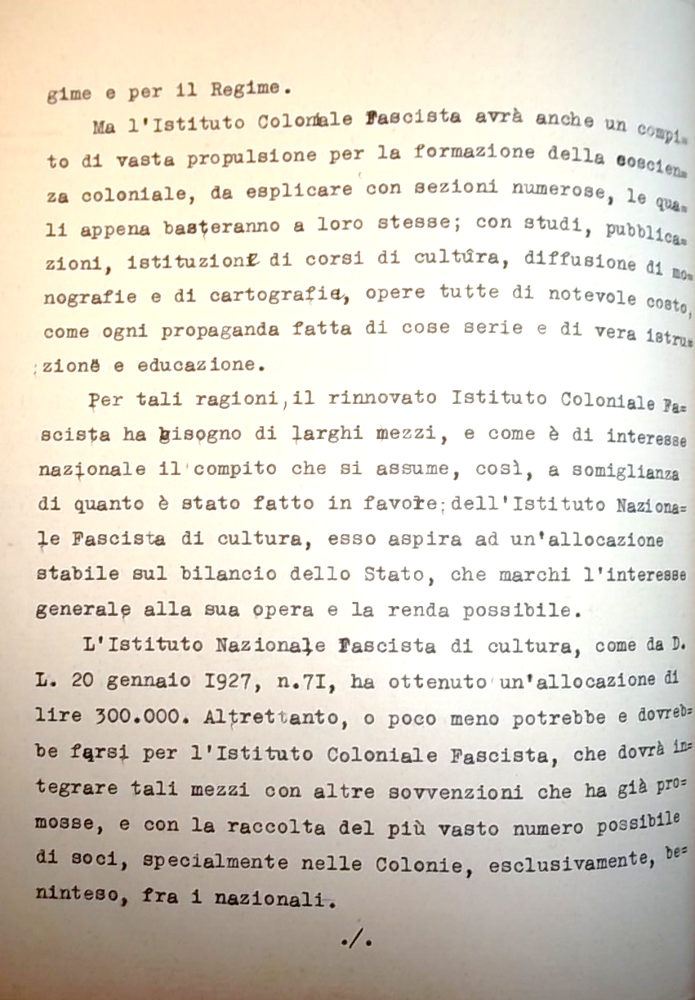 gime e per il Regime.
Ma l'Istituto Coloniale Fascista avrà anche un compi=
to di vasta propulsione per la formazione della coscien=
za coloniale, da esplicare con sezioni numerose, le qua=
li appena basteranno a loro stesse; con studi, pubblica=
zioni, istituzione di corsi di cultura, diffusione di mo=
nografie e di cartografie, opere tutte di notevole costo,
come ogni propaganda fatta di cose serie e di vera istru=
zione e educazione.
Per tali ragioni, il rinnovato Istituto Coloniale Fa=
scista ha bisogno di larghi mezzi, e come è di interesse
nazionale il compito che si assume, così, a somiglianza
di quanto è stato fatto in favore dell'Istituto Naziona=
le Fascista di cultura, esso aspira ad un'allocazione
stabile sul bilancio dello Stato, che marchi l'interesse
generale alla sua opera e la renda possibile.
L'Istituto Nazionale Fascista di cultura, come da D.
L. 20 gennaio I927, n.7I, ha ottenuto un'allocazione di
lire 300.000. Altrettanto, o poco meno potrebbe e dovreb=
be farsi per l'Istituto Coloniale Fascista, che dovrà in=
tegrare tali mezzi con altre sovvenzioni che ha già pro=
mosse, e con la raccolta del più vasto numero possibile
di soci, specialmente nelle Colonie, esclusivamente, be=
ninteso, fra i nazionali.
./.